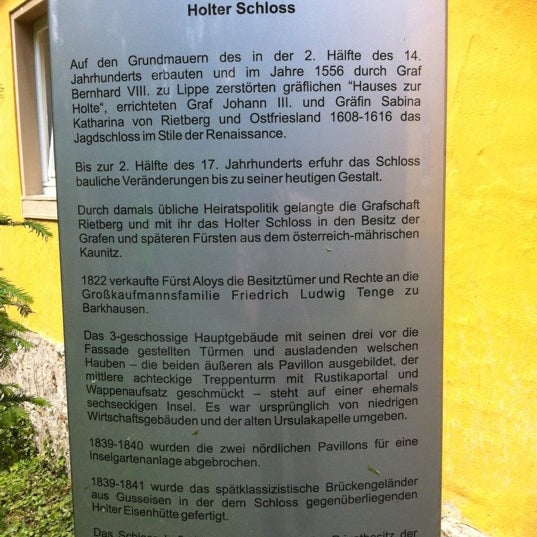 Holter Schloss
Auf den Grundmauern des in der 2. Hälfte des 14.
Jahrhunderts erbauten und im Jahre 1556 durch Graf
Bernhard VIII. zu Lippe zerstörten gräflichen "Hauses zur
Holte“, errichteten Graf Johann III. und Gräfin Sabina
Katharina von Rietberg und Ostfriesland 1608-1616 das
Jagdschloss im Stile der Renaissance.
Bis zur 2. Hälfte des 17. Jahrhunderts erfuhr das Schloss
bauliche Veränderungen bis zu seiner heutigen Gestalt.
Durch damals übliche Heiratspolitik gelangte die Grafschaft
Rietberg und mit ihr das Holter Schloss in den Besitz der
Grafen und späteren Fürsten aus dem österreich-mährischen
Kaunitz.
1822 verkaufte Fürst Aloys die Besitztümer und Rechte an die
Großkaufmannsfamilie Friedrich Ludwig Tenge zu
Barkhausen.
Das 3-geschossige Hauptgebäude mit seinen drei vor die
Fassade gestellten Türmen und ausladenden welschen
Hauben – die beiden äußeren als Pavillon ausgebildet, der
mittlere achteckige Treppenturm mit Rustikaportal und
Wappenaufsatz geschmückt – steht auf einer ehemals
sechseckigen Insel. Es war ursprünglich von niedrigen
Wirtschaftsgebäuden und der alten Ursulakapelle umgeben.
1839-1840 wurden die zwei nördlichen Pavillons für eine
Inselgartenanlage abgebrochen.
1839-1841 wurde das spätklassizistische Brückengeländer
aus Gusseisen in der dem Schloss gegenüberliegenden
Holter Eisenhütte gefertigt.
Das Schloss der